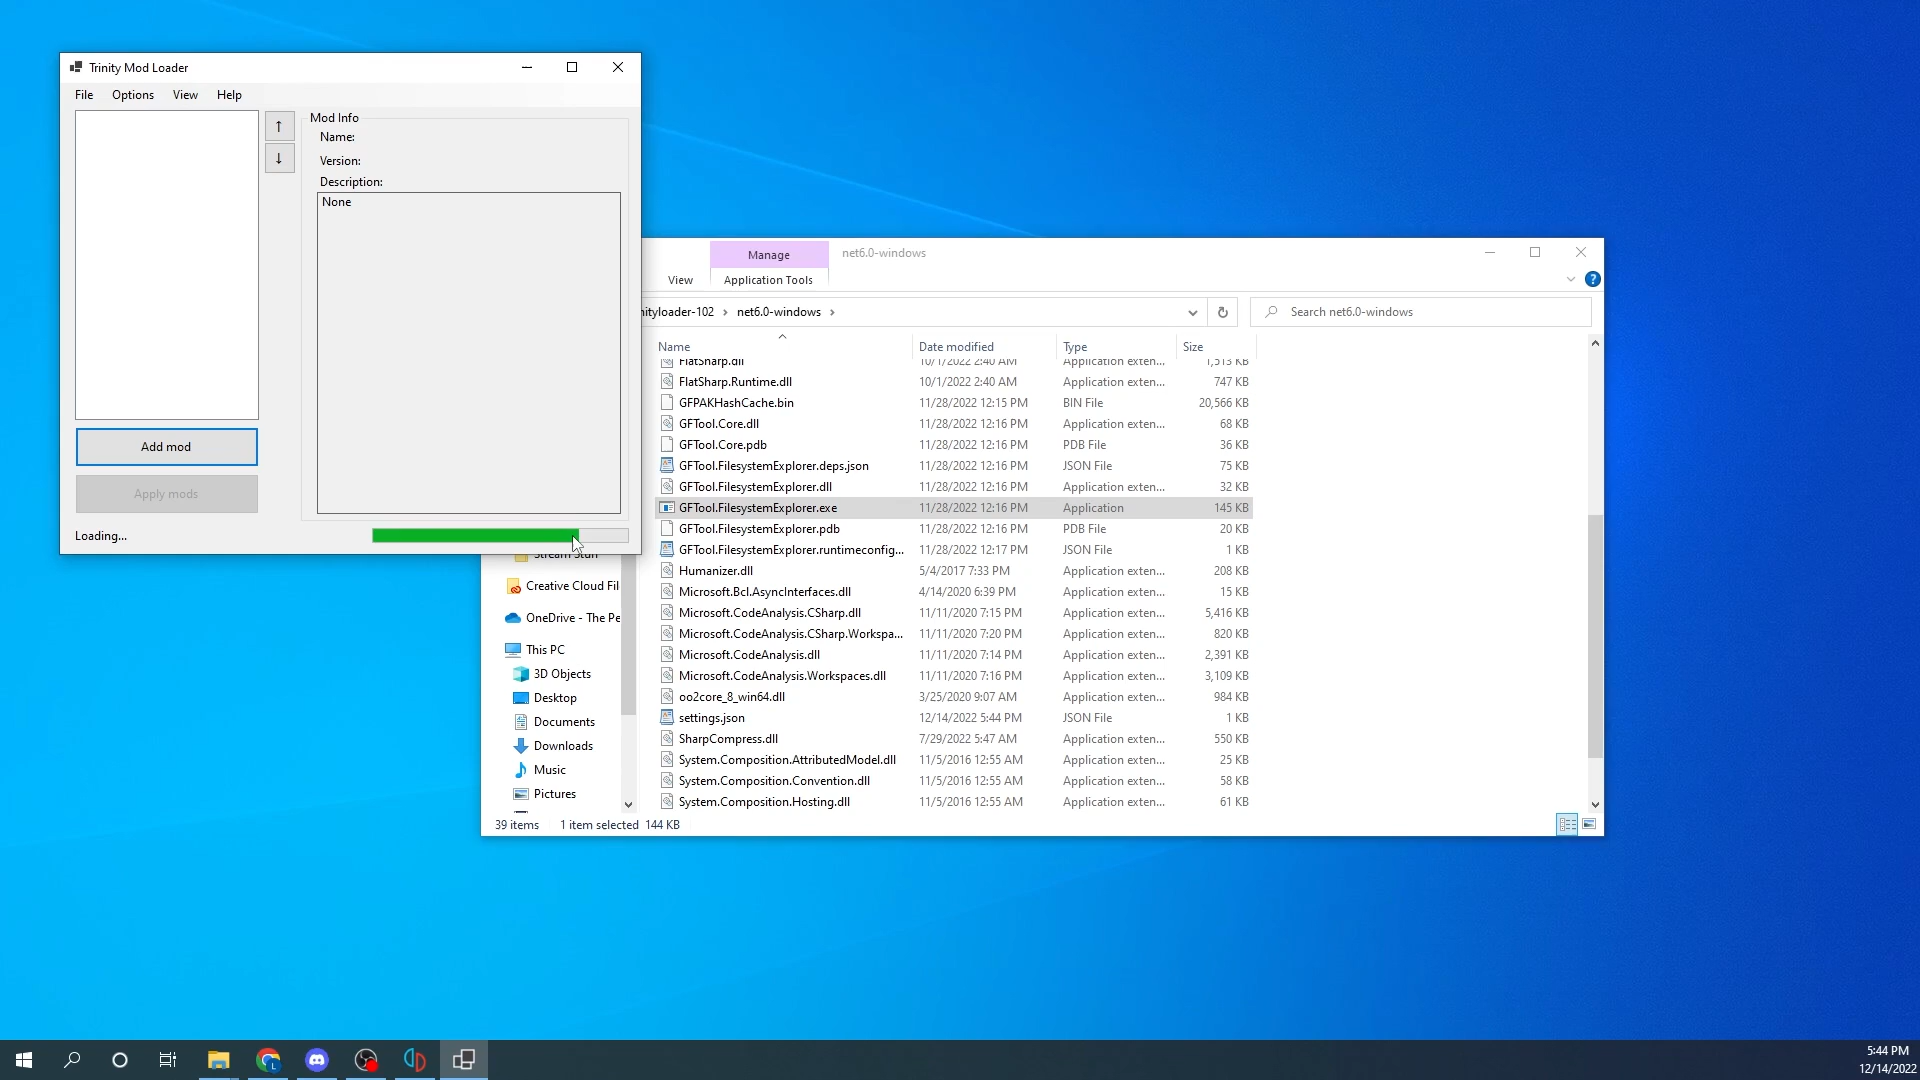 Trinity Mod Loader
File Options View Help
↑
↓
Mod Info
Name:
Version:
Description:
None
Add mod
Apply mods
Loading...
Manage
net6.0-windows
View
Application Tools
nityloader-102 › net6.0-windows ›
Search net6.0-windows
Name Date modified Type Size
FlatSharp.dll 10/1/2022 2:40 AM Application exten... 1,513 KB
FlatSharp.Runtime.dll 10/1/2022 2:40 AM Application exten... 747 KB
GFPAKHashCache.bin 11/28/2022 12:15 PM BIN File 20,566 KB
GFTool.Core.dll 11/28/2022 12:16 PM Application exten... 68 KB
GFTool.Core.pdb 11/28/2022 12:16 PM PDB File 36 KB
GFTool.FilesystemExplorer.deps.json 11/28/2022 12:16 PM JSON File 75 KB
GFTool.FilesystemExplorer.dll 11/28/2022 12:16 PM Application exten... 32 KB
GFTool.FilesystemExplorer.exe 11/28/2022 12:16 PM Application 145 KB
GFTool.FilesystemExplorer.pdb 11/28/2022 12:16 PM PDB File 20 KB
GFTool.FilesystemExplorer.runtimeconfig... 11/28/2022 12:17 PM JSON File 1 KB
Humanizer.dll 5/4/2017 7:33 PM Application exten... 208 KB
Microsoft.Bcl.AsyncInterfaces.dll 4/14/2020 6:39 PM Application exten... 15 KB
Microsoft.CodeAnalysis.CSharp.dll 11/11/2020 7:15 PM Application exten... 5,416 KB
Microsoft.CodeAnalysis.CSharp.Workspa... 11/11/2020 7:20 PM Application exten... 820 KB
Microsoft.CodeAnalysis.dll 11/11/2020 7:14 PM Application exten... 2,391 KB
Microsoft.CodeAnalysis.Workspaces.dll 11/11/2020 7:16 PM Application exten... 3,109 KB
oo2core_8_win64.dll 3/25/2020 9:07 AM Application exten... 984 KB
settings.json 12/14/2022 5:44 PM JSON File 1 KB
SharpCompress.dll 7/29/2022 5:47 AM Application exten... 550 KB
System.Composition.AttributedModel.dll 11/5/2016 12:55 AM Application exten... 25 KB
System.Composition.Convention.dll 11/5/2016 12:55 AM Application exten... 58 KB
System.Composition.Hosting.dll 11/5/2016 12:55 AM Application exten... 61 KB
Stream Stuff
Creative Cloud Fil
OneDrive - The Pe
This PC
3D Objects
Desktop
Documents
Downloads
Music
Pictures
39 items 1 item selected 144 KB
5:44 PM
12/14/2022